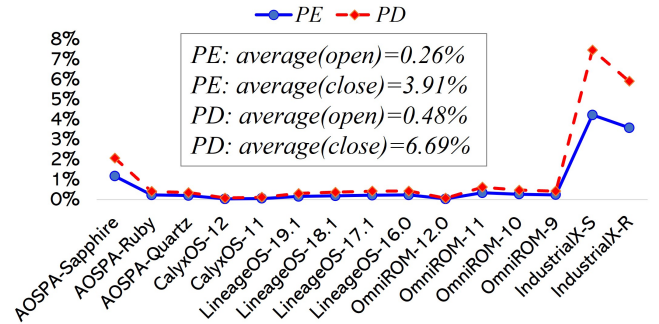 PE PD
8%
7%
6%
5%
4%
3%
2%
1%
0%
PE: average(open)=0.26%
PE: average(close)=3.91%
PD: average(open)=0.48%
PD: average(close)=6.69%
AOSPA-Sapphire
AOSPA-Ruby
AOSPA-Quartz
CalyxOS-12
CalyxOS-11
LineageOS-19.1
LineageOS-18.1
LineageOS-17.1
LineageOS-16.0
OmniROM-12.0
OmniROM-11
OmniROM-10
OmniROM-9
IndustrialX-S
IndustrialX-R